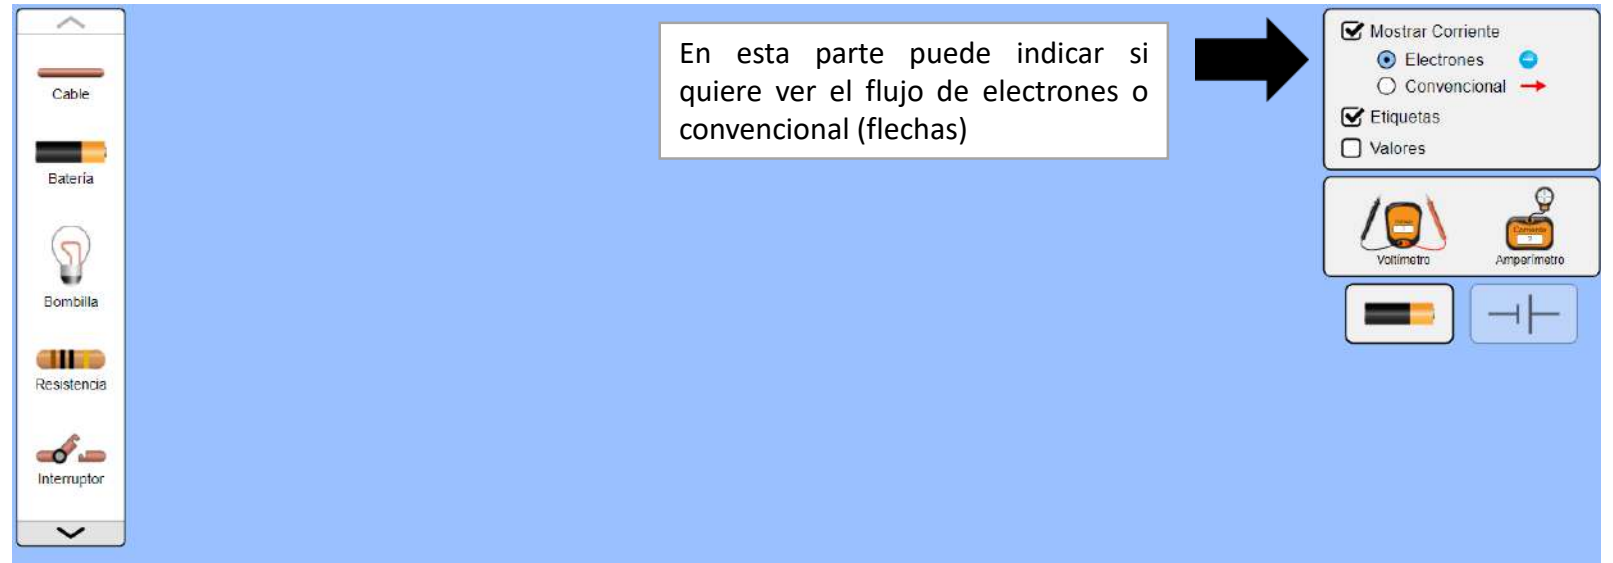 Cable
Batería
Bombilla
Resistencia
Interruptor
En esta parte puede indicar si
quiere ver el flujo de electrones o
convencional (flechas)
Mostrar Corriente
Electrones
Convencional
Etiquetas
Valores
Voltímetro
Corriente
?
Amperímetro